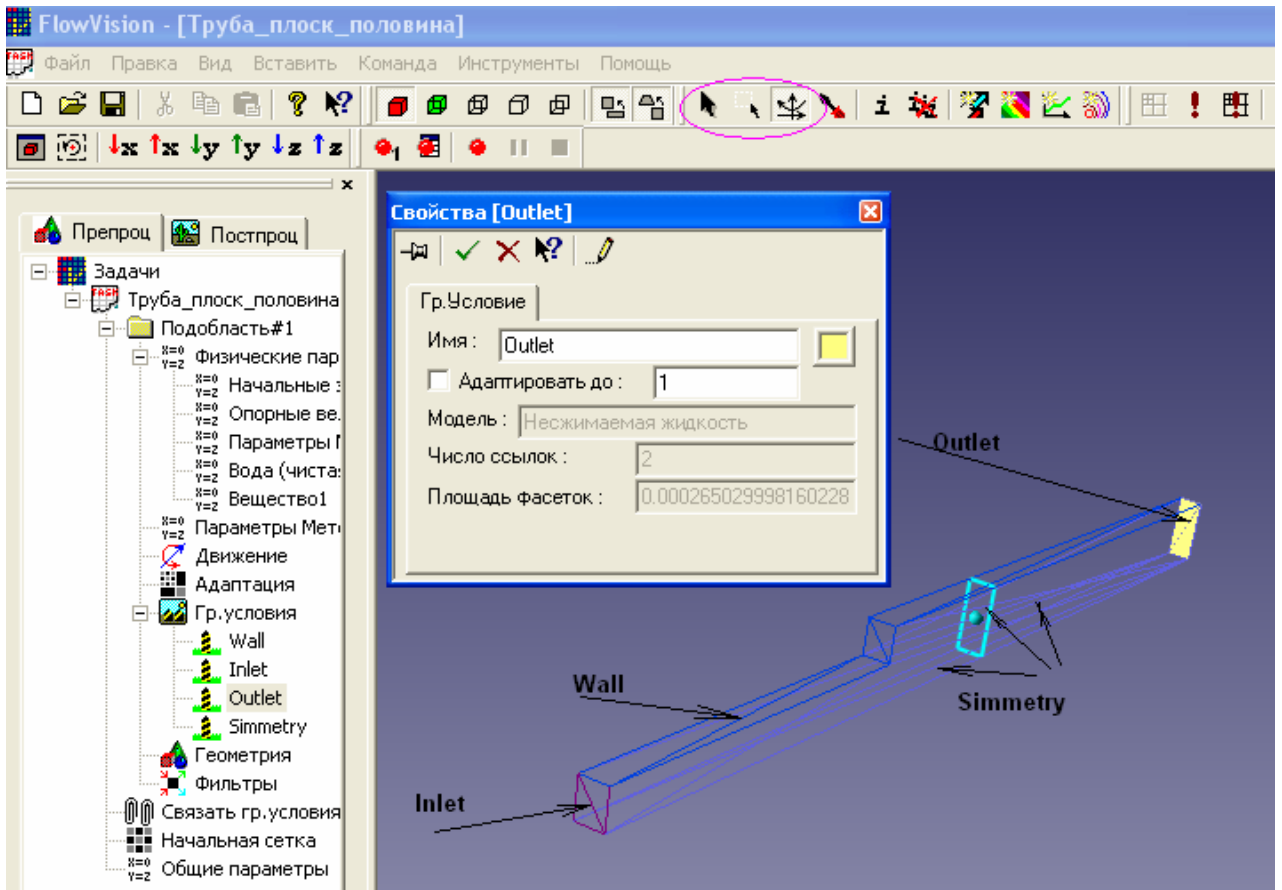 FlowVision - [Труба_плоск_половина]
Файл Правка Вид Вставить Команда Инструменты Помощь
↓x ↑x ↓y ↑y ↓z ↑z
Препроц Постпроц
Задачи
Труба_плоск_половина
Подобласть#1
Физические пар
Начальные з
Опорные ве.
Параметры М
Вода (чиста:
Вещество1
Параметры Мет
Движение
Адаптация
Гр.условия
Wall
Inlet
Outlet
Simmetry
Геометрия
Фильтры
Связать гр.условия
Начальная сетка
Общие параметры
Свойства [Outlet]
Гр.Условие
Имя : Outlet
Адаптировать до : 1
Модель : Несжимаемая жидкость
Число ссылок : 2
Площадь фасеток : 0.000265029998160228
Outlet
Wall
Simmetry
Inlet